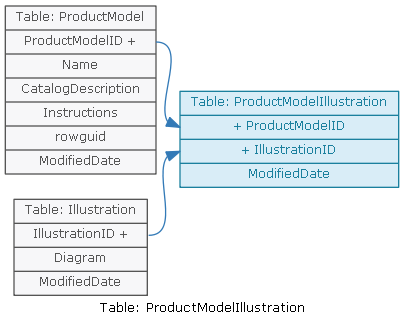 Table: ProductModel
ProductModelID +
Name
CatalogDescription
Instructions
rowguid
ModifiedDate
Table: ProductModelIllustration
+ ProductModelID
+ IllustrationID
ModifiedDate
Table: Illustration
IllustrationID +
Diagram
ModifiedDate
Table: ProductModelIllustration